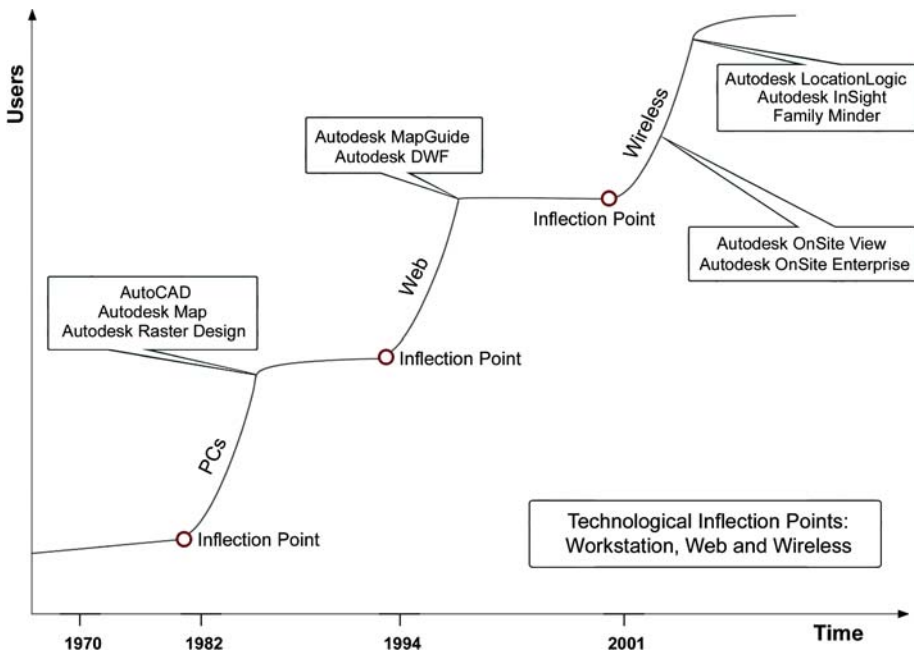 Users
Autodesk LocationLogic
Autodesk InSight
Family Minder
Wireless
Autodesk MapGuide
Autodesk DWF
Inflection Point
Autodesk OnSite View
Autodesk OnSite Enterprise
Web
AutoCAD
Autodesk Map
Autodesk Raster Design
Inflection Point
PCs
Inflection Point
Technological Inflection Points:
Workstation, Web and Wireless
1970
1982
1994
2001
Time